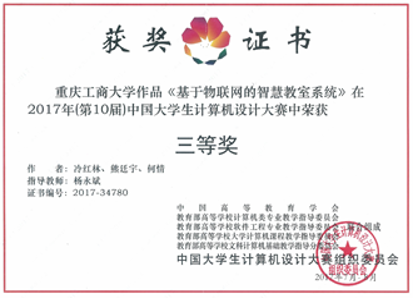 获奖证书
重庆工商大学作品《基于物联网的智慧教室系统》在
2017年(第10届)中国大学生计算机设计大赛中荣获
三等奖
作 者：冷红林、熊廷宇、何情
指导教师：杨永斌
证书编号：2017-34780
中国高等教育学会
教育部高等学校计算机类专业教学指导委员会
教育部高等学校软件工程专业教学指导委员会
教育部高等学校大学计算机课程教学指导委员会
教育部高等学校文科计算机基础教学指导分委员会
中国大学生计算机设计大赛组织委员会
组织委员会